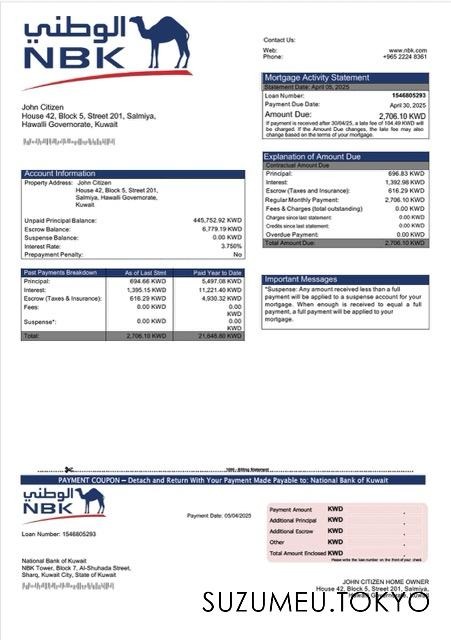 الوطني
NBK
Contact Us:
Web: www.nbk.com
Phone: +965 2224 8361
Mortgage Activity Statement
Statement Date: April 05, 2025
Loan Number: 1546805293
Payment Due Date: April 30, 2025
Amount Due: 2,706.10 KWD
If payment is received after 30/04/25, a late fee of 104.49 KWD will
be charged. If the Amount Due changes, the late fee may also
change based on the terms of your mortgage.
John Citizen
House 42, Block 5, Street 201, Salmiya,
Hawalli Governorate, Kuwait
Explanation of Amount Due
Contractual Amount Due
Principal: 696.83 KWD
Interest: 1,392.98 KWD
Escrow (Taxes and Insurance): 616.29 KWD
Regular Monthly Payment: 2,706.10 KWD
Fees & Charges (total outstanding) 0.00 KWD
Charges since last statement: 0.00 KWD
Credits since last statement: 0.00 KWD
Overdue Payment: 0.00 KWD
Total Amount Due: 2,706.10 KWD
Account Information
Property Address: John Citizen
House 42, Block 5, Street 201,
Salmiya, Hawalli Governorate,
Kuwait
Unpaid Principal Balance: 445,752.92 KWD
Escrow Balance: 6,779.19 KWD
Suspense Balance: 0.00 KWD
Interest Rate: 3.750%
Prepayment Penalty: No
Past Payments Breakdown As of Last Stmt Paid Year to Date
Principal: 694.66 KWD 5,497.08 KWD
Interest: 1,395.15 KWD 11,221.40 KWD
Escrow (Taxes & Insurance): 616.29 KWD 4,930.32 KWD
Fees: 0.00 KWD 0.00
KWD
Suspense*: 0.00 KWD 0.00
KWD
Total: 2,706.10 KWD 21,648.80 KWD
Important Messages
*Suspense: Any amount received less than a full
payment will be applied to a suspense account for your
mortgage. When enough is received to equal a full
payment, a full payment will be applied to your
mortgage.
PAYMENT COUPON – Detach and Return With Your Payment Made Payable to: National Bank of Kuwait
الوطني
NBK
Loan Number: 1546805293
Payment Date: 05/04/2025
Payment Amount KWD .
Additional Principal KWD .
Additional Escrow KWD .
Other KWD .
Total Amount Enclosed KWD .
Please write the loan number on the front of your check.
National Bank of Kuwait
NBK Tower, Block 7, Al-Shuhada Street,
Sharq, Kuwait City, State of Kuwait
JOHN CITIZEN HOME OWNER
House 42, Block 5, Street 201, Salmiya,
Hawalli Governorate, Kuwait
SUZUMEU.TOKYO